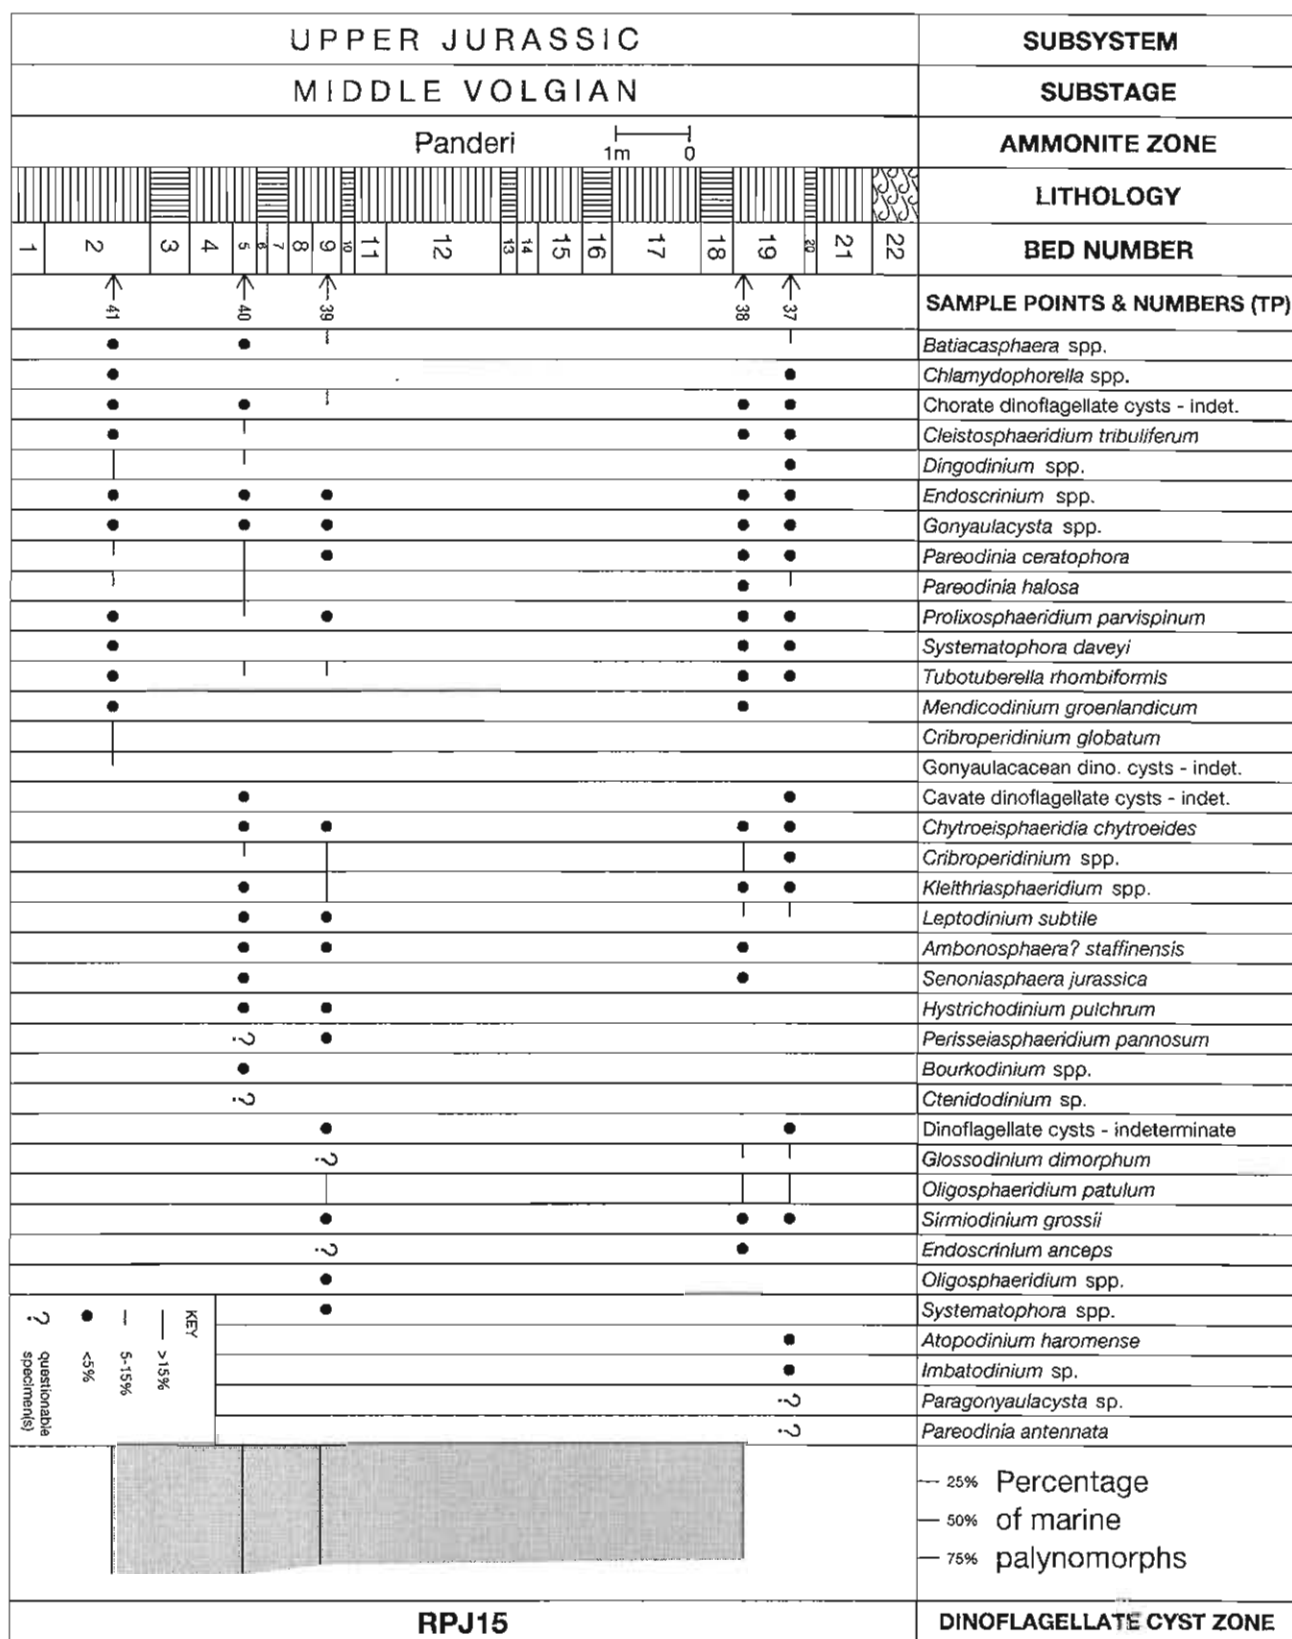 UPPER JURASSIC SUBSYSTEM
MIDDLE VOLGIAN SUBSTAGE
Panderi 1m 0 AMMONITE ZONE
LITHOLOGY
1 2 3 4 5 6 7 8 9 10 11 12 13 14 15 16 17 18 19 20 21 22 BED NUMBER
41 40 39 38 37 SAMPLE POINTS & NUMBERS (TP)
Batiacasphaera spp.
Chlamydophorella spp.
Chorate dinoflagellate cysts - indet.
Cleistosphaeridium tribuliferum
Dingodinium spp.
Endoscrinium spp.
Gonyaulacysta spp.
Pareodinia ceratophora
Pareodinia halosa
Prolixosphaeridium parvispinum
Systematophora daveyi
Tubotuberella rhombiformis
Mendicodinium groenlandicum
Cribroperidinium globatum
Gonyaulacacean dino. cysts - indet.
Cavate dinoflagellate cysts - indet.
Chytroeisphaeridia chytroeides
Cribroperidinium spp.
Kleithriasphaeridium spp.
Leptodinium subtile
Ambonosphaera? staffinensis
Senoniasphaera jurassica
Hystrichodinium pulchrum
? Perisseiasphaeridium pannosum
Bourkodinium spp.
? Ctenidodinium sp.
Dinoflagellate cysts - indeterminate
? Glossodinium dimorphum
Oligosphaeridium patulum
Sirmiodinium grossii
? Endoscrinium anceps
Oligosphaeridium spp.
Systematophora spp.
Atopodinium haromense
Imbatodinium sp.
? Paragonyaulacysta sp.
? Pareodinia antennata
KEY
>15%
5-15%
<5%
? questionable
specimen(s)
25% Percentage
50% of marine
75% palynomorphs
RPJ15 DINOFLAGELLATE CYST ZONE